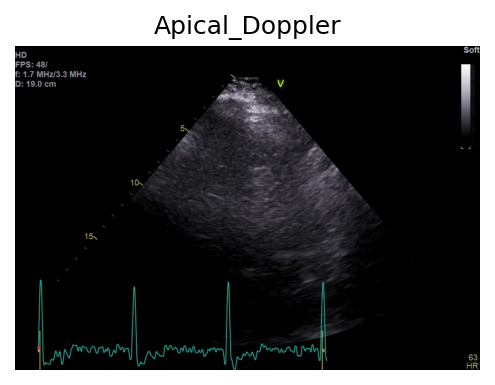 Apical_Doppler
HD
Soft
FPS: 48/
f: 1.7 MHz/3.3 MHz
D: 19.0 cm
V
5
10
15
63
HR